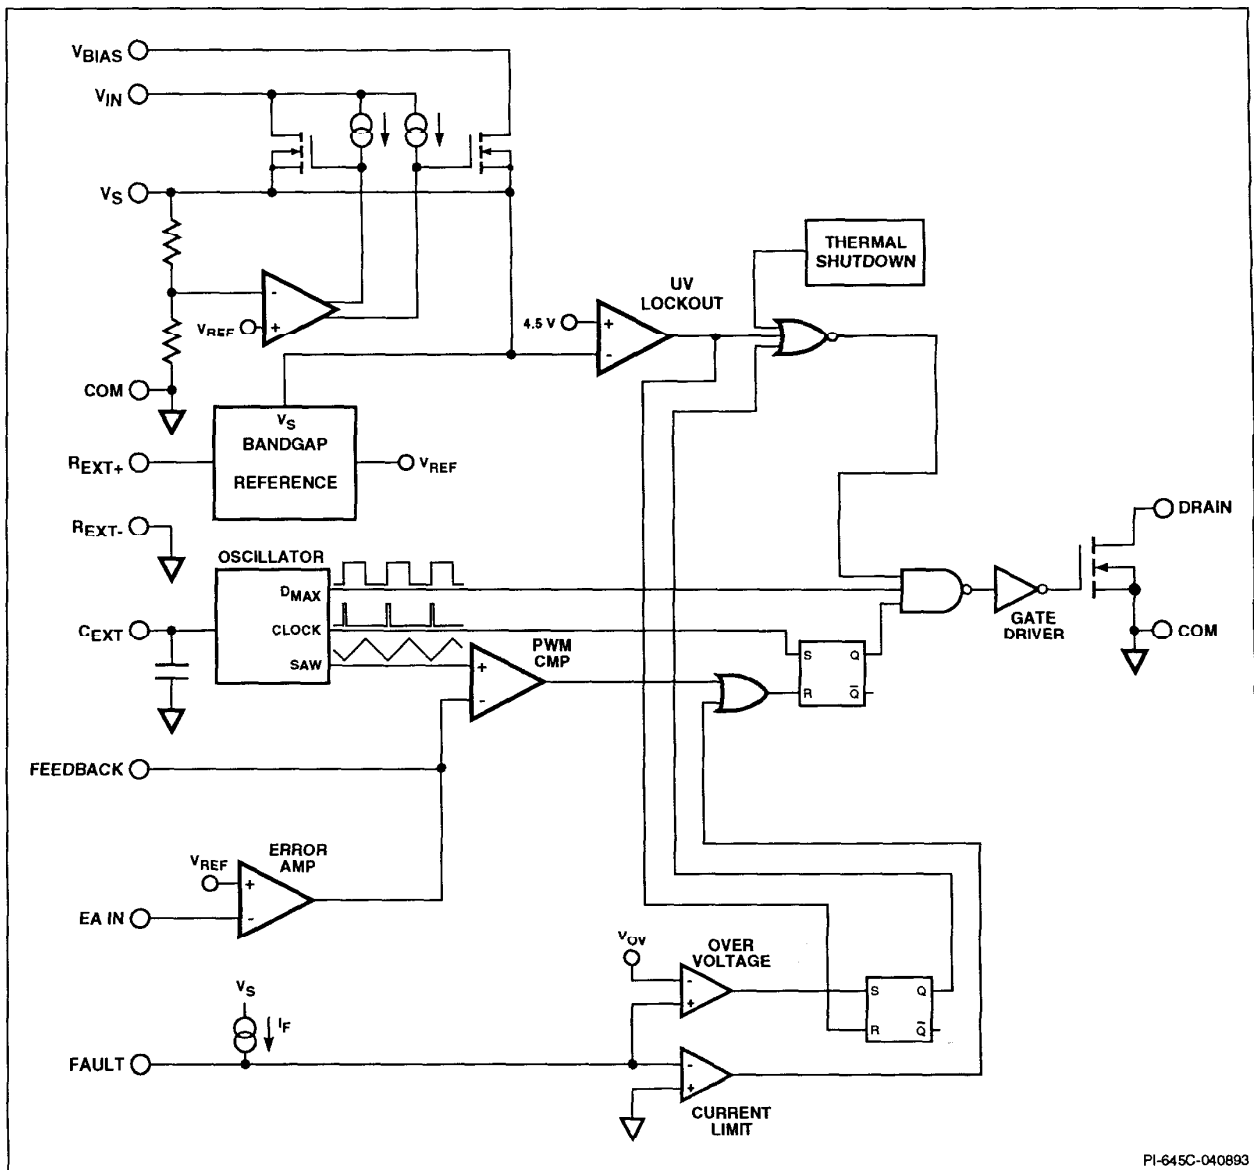 VBIAS
VIN
VS
THERMAL
SHUTDOWN
UV
LOCKOUT
-
+
VREF
4.5 V
+
-
COM
VS
BANDGAP
REFERENCE
REXT+
VREF
REXT-
DRAIN
OSCILLATOR
DMAX
CLOCK
SAW
CEXT
GATE
DRIVER
COM
PWM
CMP
+
-
S
Q
R
Q̅
FEEDBACK
ERROR
AMP
VREF
+
-
EA IN
VOV
OVER
VOLTAGE
-
+
S
Q
R
Q̅
VS
IF
FAULT
-
+
CURRENT
LIMIT
PI-645C-040893